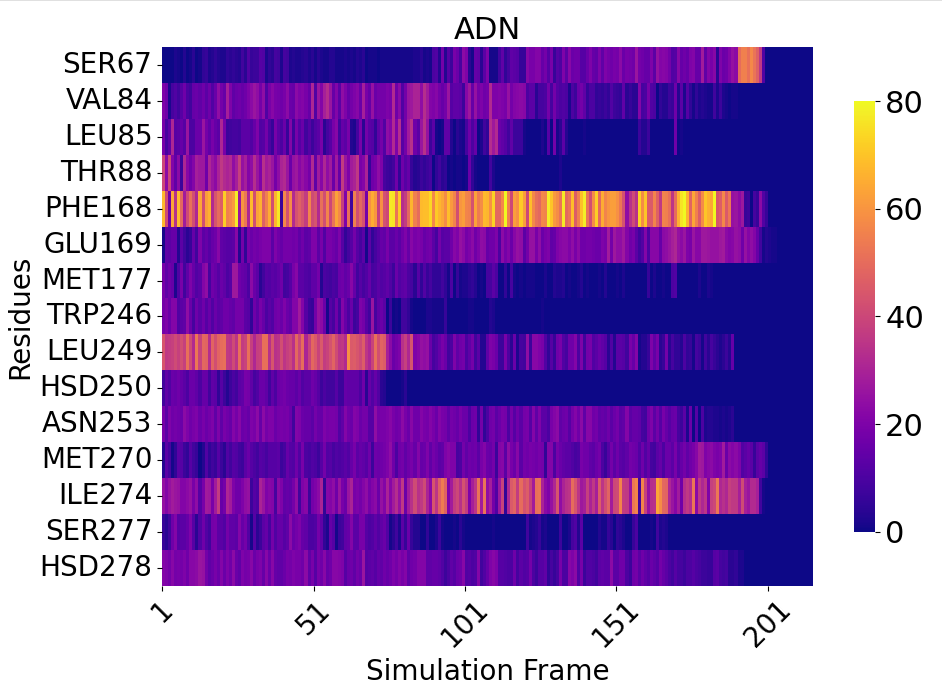 ADN
SER67
VAL84
LEU85
THR88
PHE168
GLU169
MET177
TRP246
LEU249
HSD250
ASN253
MET270
ILE274
SER277
HSD278
Residues
1
51
101
151
201
Simulation Frame
80
60
40
20
0